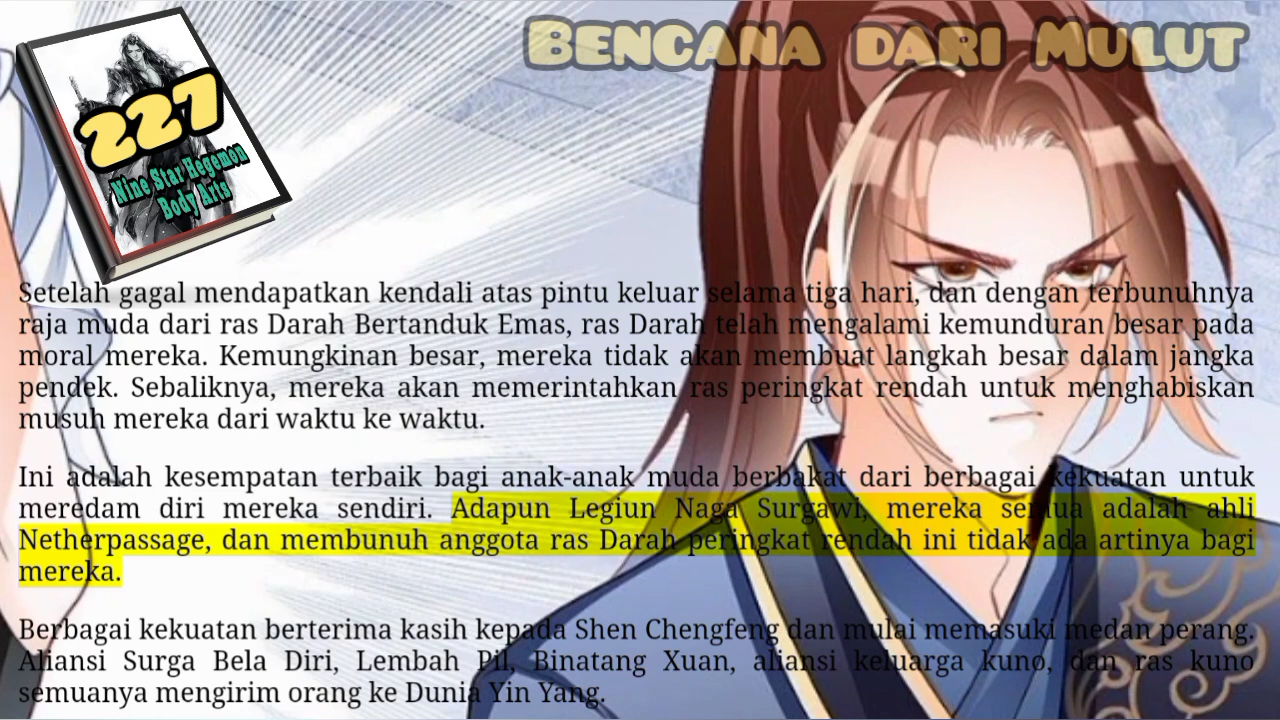 Bencana dari Mulut
227
Nine Star Hegemon
Body Arts
Setelah gagal mendapatkan kendali atas pintu keluar selama tiga hari, dan dengan terbunuhnya
raja muda dari ras Darah Bertanduk Emas, ras Darah telah mengalami kemunduran besar pada
moral mereka. Kemungkinan besar, mereka tidak akan membuat langkah besar dalam jangka
pendek. Sebaliknya, mereka akan memerintahkan ras peringkat rendah untuk menghabiskan
musuh mereka dari waktu ke waktu.
Ini adalah kesempatan terbaik bagi anak-anak muda berbakat dari berbagai kekuatan untuk
meredam diri mereka sendiri. Adapun Legiun Naga Surgawi, mereka semua adalah ahli
Netherpassage, dan membunuh anggota ras Darah peringkat rendah ini tidak ada artinya bagi
mereka.
Berbagai kekuatan berterima kasih kepada Shen Chengfeng dan mulai memasuki medan perang.
Aliansi Surga Bela Diri, Lembah Pil, Binatang Xuan, aliansi keluarga kuno, dan ras kuno
semuanya mengirim orang ke Dunia Yin Yang.